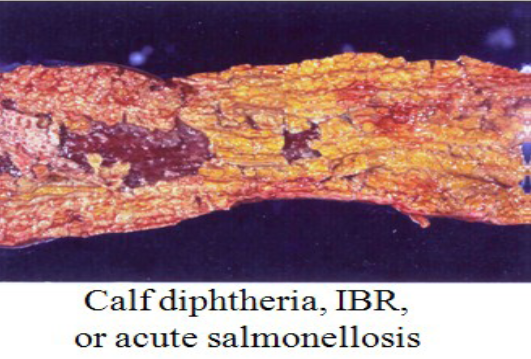 Calf diphtheria, IBR,
or acute salmonellosis